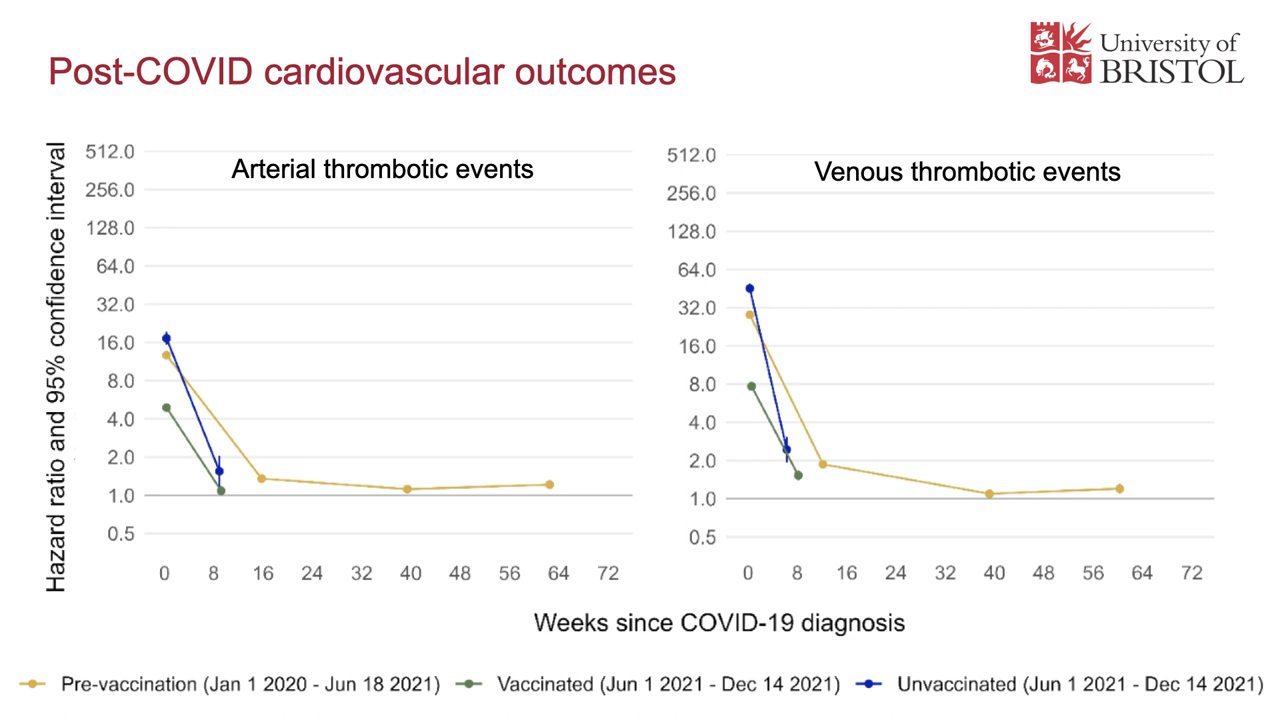 Post-COVID cardiovascular outcomes
University of
BRISTOL
Hazard ratio and 95% confidence interval
Arterial thrombotic events
512.0
256.0
128.0
64.0
32.0
16.0
8.0
4.0
2.0
1.0
0.5
0 8 16 24 32 40 48 56 64 72
Venous thrombotic events
512.0
256.0
128.0
64.0
32.0
16.0
8.0
4.0
2.0
1.0
0.5
0 8 16 24 32 40 48 56 64 72
Weeks since COVID-19 diagnosis
Pre-vaccination (Jan 1 2020 - Jun 18 2021) Vaccinated (Jun 1 2021 - Dec 14 2021) Unvaccinated (Jun 1 2021 - Dec 14 2021)